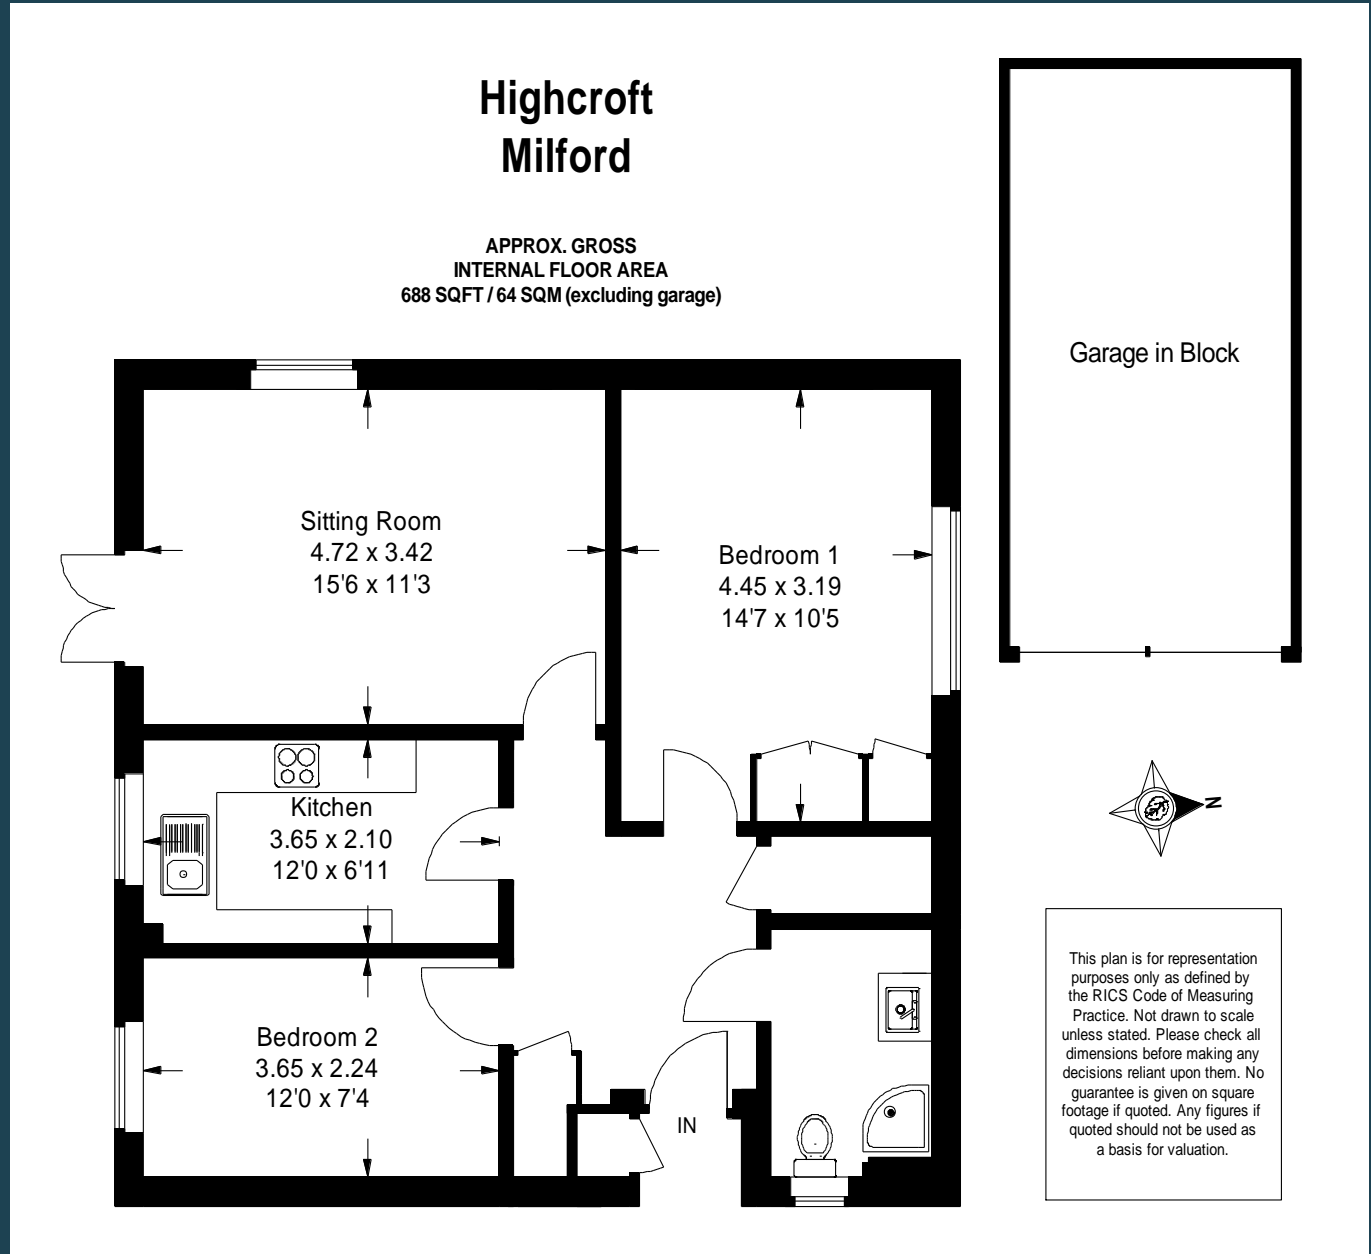 Highcroft
Milford
APPROX. GROSS
INTERNAL FLOOR AREA
688 SQFT / 64 SQM (excluding garage)
Garage in Block
Sitting Room
4.72 x 3.42
15'6 x 11'3
Bedroom 1
4.45 x 3.19
14'7 x 10'5
Kitchen
3.65 x 2.10
12'0 x 6'11
N
Bedroom 2
3.65 x 2.24
12'0 x 7'4
IN
This plan is for representation
purposes only as defined by
the RICS Code of Measuring
Practice. Not drawn to scale
unless stated. Please check all
dimensions before making any
decisions reliant upon them. No
guarantee is given on square
footage if quoted. Any figures if
quoted should not be used as
a basis for valuation.